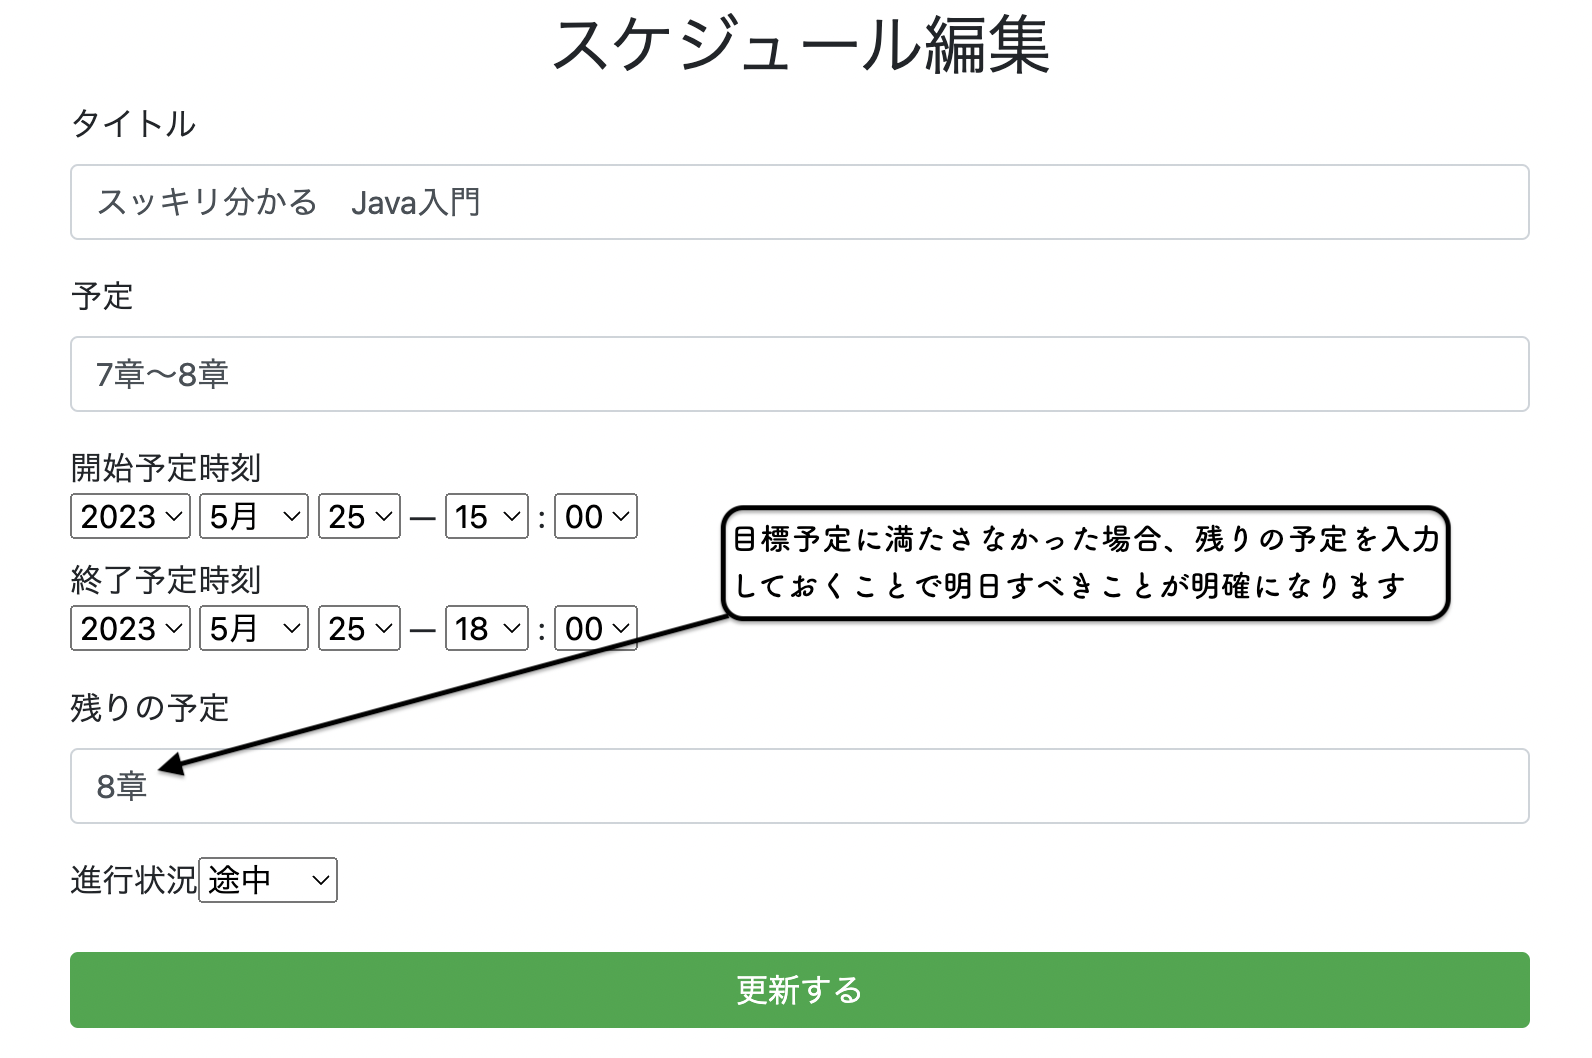 スケジュール編集
タイトル
スッキリ分かる　Java入門
予定
7章〜8章
開始予定時刻
2023 5月 25 — 15 : 00
目標予定に満たさなかった場合、残りの予定を入力
しておくことで明日すべきことが明確になります
終了予定時刻
2023 5月 25 — 18 : 00
残りの予定
8章
進行状況 途中
更新する